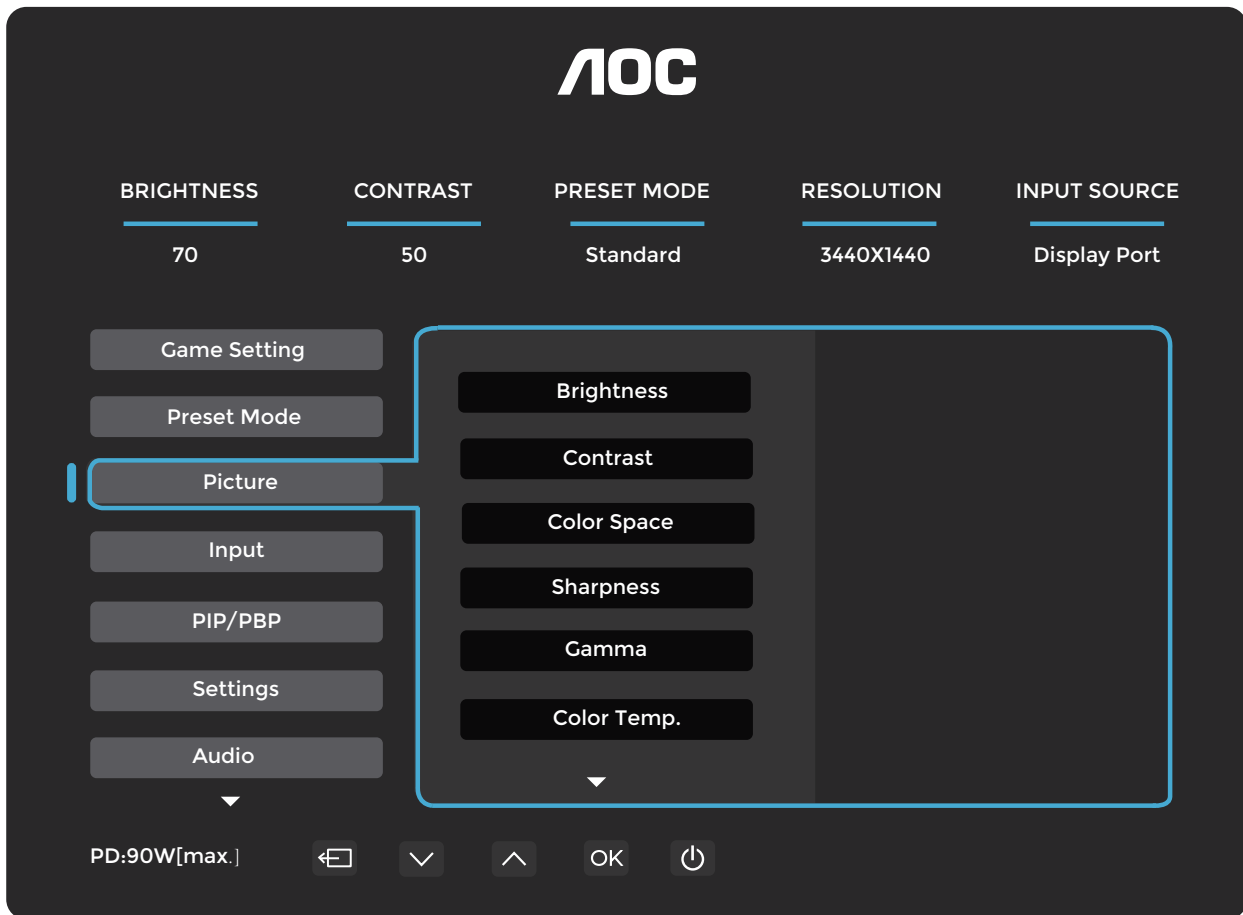 AOC
BRIGHTNESS CONTRAST PRESET MODE RESOLUTION INPUT SOURCE
70 50 Standard 3440X1440 Display Port
Game Setting
Preset Mode
Picture
Input
PIP/PBP
Settings
Audio
Brightness
Contrast
Color Space
Sharpness
Gamma
Color Temp.
PD:90W[max.]
OK